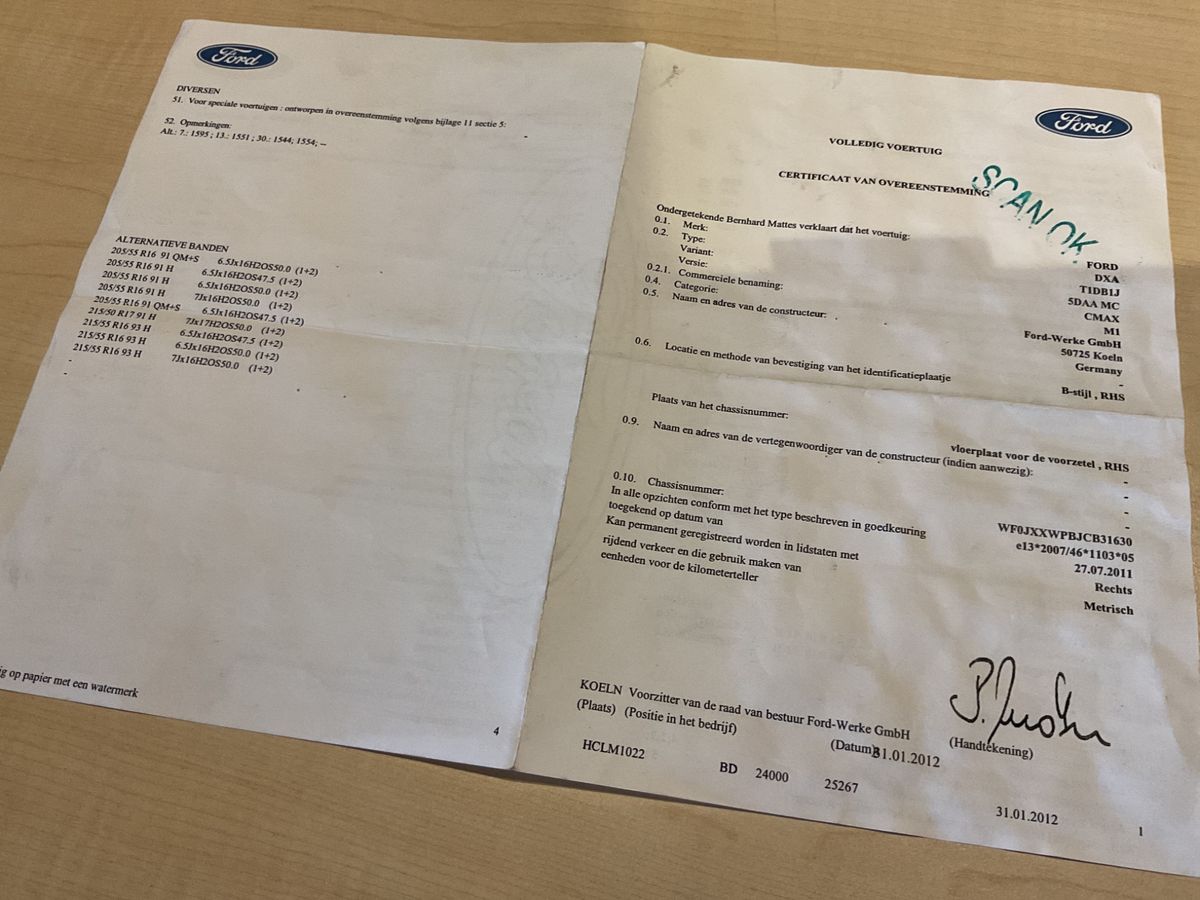 Ford
DIVERSEN
51. Voor speciale voertuigen : ontworpen in overeenstemming volgens bijlage 11 sectie 5:
-
52. Opmerkingen:
Alt.: 7.: 1595 ; 13.: 1551 ; 30.: 1544; 1554; --
ALTERNATIEVE BANDEN
205/55 R16 91 QM+S 6.5Jx16H2OS50.0 (1+2)
205/55 R16 91 H 6.5Jx16H2OS47.5 (1+2)
205/55 R16 91 H 6.5Jx16H2OS50.0 (1+2)
205/55 R16 91 H 7Jx16H2OS50.0 (1+2)
205/55 R16 91 QM+S 6.5Jx16H2OS47.5 (1+2)
215/50 R17 91 H 7Jx17H2OS50.0 (1+2)
215/55 R16 93 H 6.5Jx16H2OS47.5 (1+2)
215/55 R16 93 H 6.5Jx16H2OS50.0 (1+2)
215/55 R16 93 H 7Jx16H2OS50.0 (1+2)
-
-
ig op papier met een watermerk
4
Ford
VOLLEDIG VOERTUIG
CERTIFICAAT VAN OVEREENSTEMMING
SCAN OK
Ondergetekende Bernhard Mattes verklaart dat het voertuig:
0.1. Merk: FORD
0.2. Type: DXA
Variant: T1DB1J
Versie: 5DAA MC
0.2.1. Commerciele benaming: CMAX
0.4. Categorie: M1
0.5. Naam en adres van de constructeur: Ford-Werke GmbH
50725 Koeln
Germany
-
0.6. Locatie en methode van bevestiging van het identificatieplaatje B-stijl , RHS
Plaats van het chassisnummer: vloerplaat voor de voorzetel , RHS
0.9. Naam en adres van de vertegenwoordiger van de constructeur (indien aanwezig): -
-
-
-
0.10. Chassisnummer: WF0JXXWPBJCB31630
In alle opzichten conform met het type beschreven in goedkeuring e13*2007/46*1103*05
toegekend op datum van 27.07.2011
Kan permanent geregistreerd worden in lidstaten met
rijdend verkeer en die gebruik maken van Rechts
eenheden voor de kilometerteller Metrisch
KOELN Voorzitter van de raad van bestuur Ford-Werke GmbH
(Plaats) (Positie in het bedrijf) (Datum) 31.01.2012 (Handtekening)
HCLM1022 BD 24000 25267 31.01.2012
1